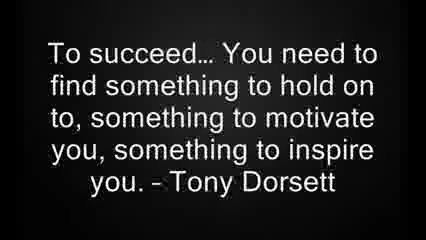 To succeed… You need to
find something to hold on
to, something to motivate
you, something to inspire
you. - Tony Dorsett